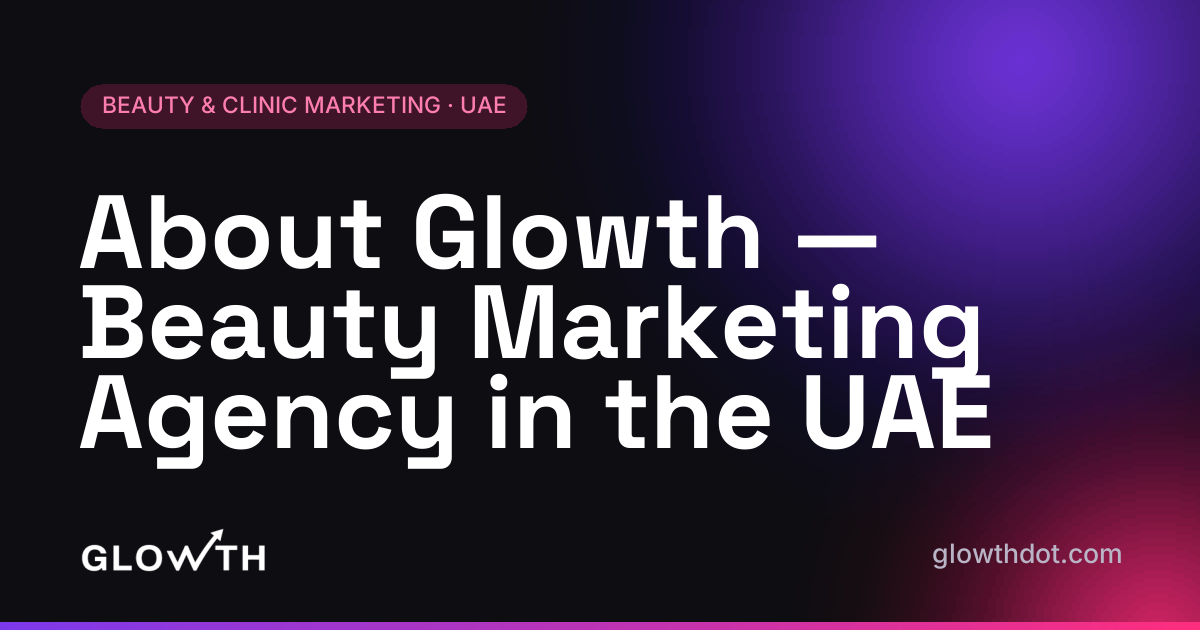 BEAUTY & CLINIC MARKETING · UAE
About Glowth —
Beauty Marketing
Agency in the UAE
GLOWTH
glowthdot.com